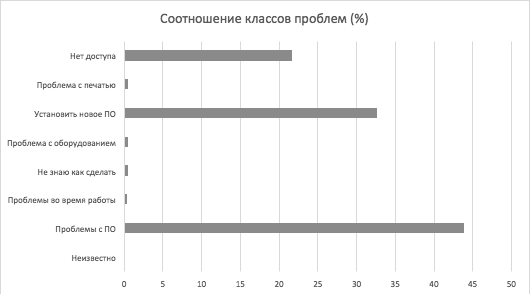 Соотношение классов проблем (%)
Нет доступа
Проблема с печатью
Установить новое ПО
Проблема с оборудованием
Не знаю как сделать
Проблемы во время работы
Проблемы с ПО
Неизвестно
0 5 10 15 20 25 30 35 40 45 50